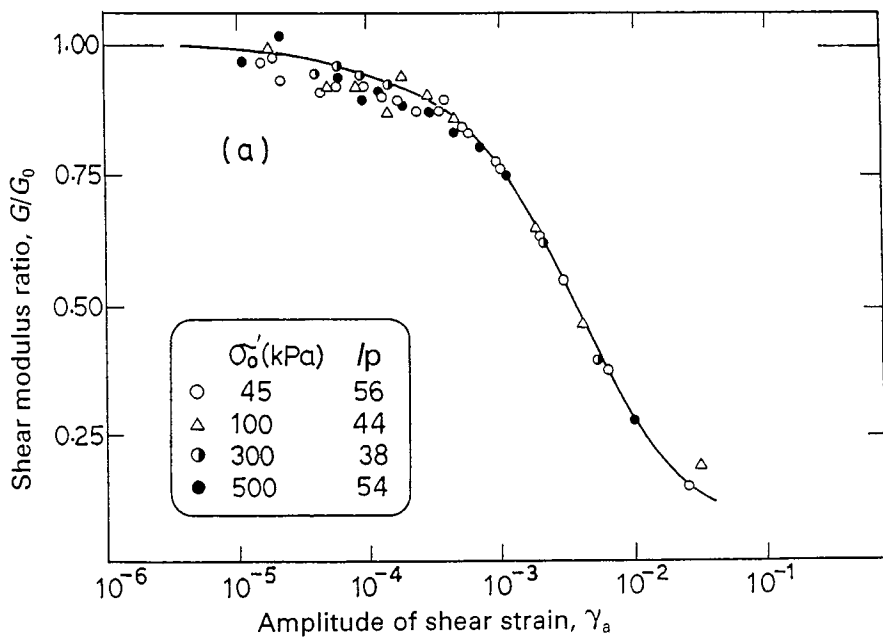 1.00
0.75
0.50
0.25
Shear modulus ratio, G/G₀
(a)
σ₀′(kPa) Ip
○ 45 56
△ 100 44
◑ 300 38
● 500 54
10⁻⁶ 10⁻⁵ 10⁻⁴ 10⁻³ 10⁻² 10⁻¹
Amplitude of shear strain, γₐ